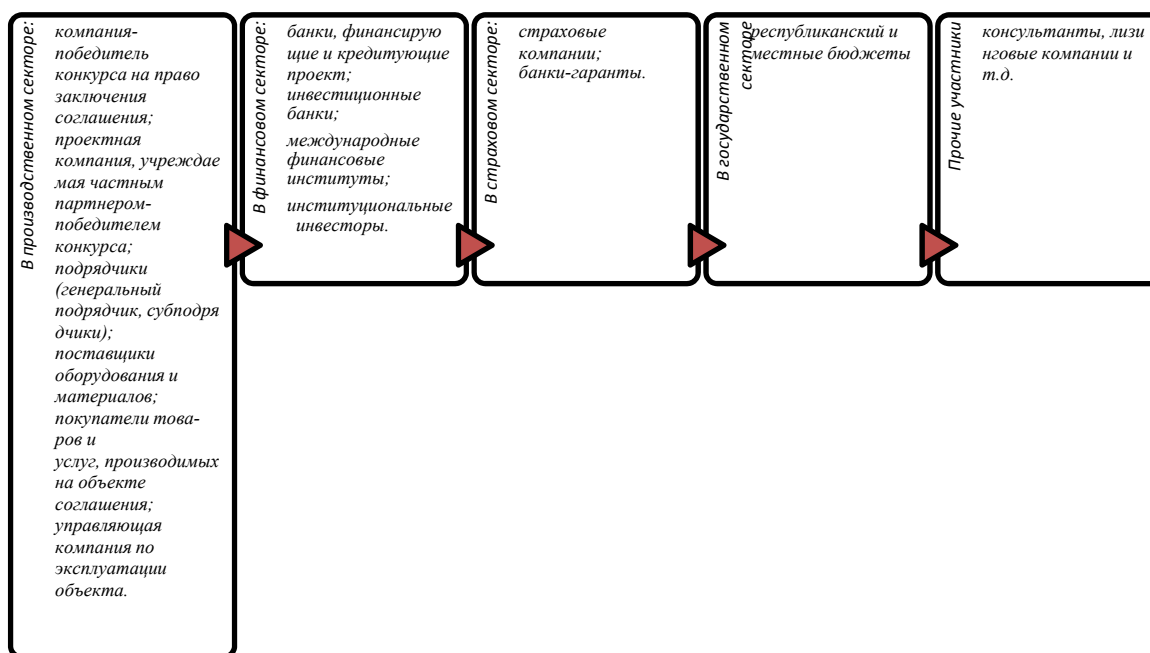 В производственном секторе:
компания-
победитель
конкурса на право
заключения
соглашения;
проектная
компания, учреждае
мая частным
партнером-
победителем
конкурса;
подрядчики
(генеральный
подрядчик, субподря
дчики);
поставщики
оборудования и
материалов;
покупатели това-
ров и
услуг, производимых
на объекте
соглашения;
управляющая
компания по
эксплуатации
объекта.
В финансовом секторе:
банки, финансирую
щие и кредитующие
проект;
инвестиционные
банки;
международные
финансовые
институты;
институциональные
инвесторы.
В страховом секторе:
страховые
компании;
банки-гаранты.
В государственном
секторе
республиканский и
местные бюджеты
Прочие участники
консультанты, лизи
нговые компании и
т.д.